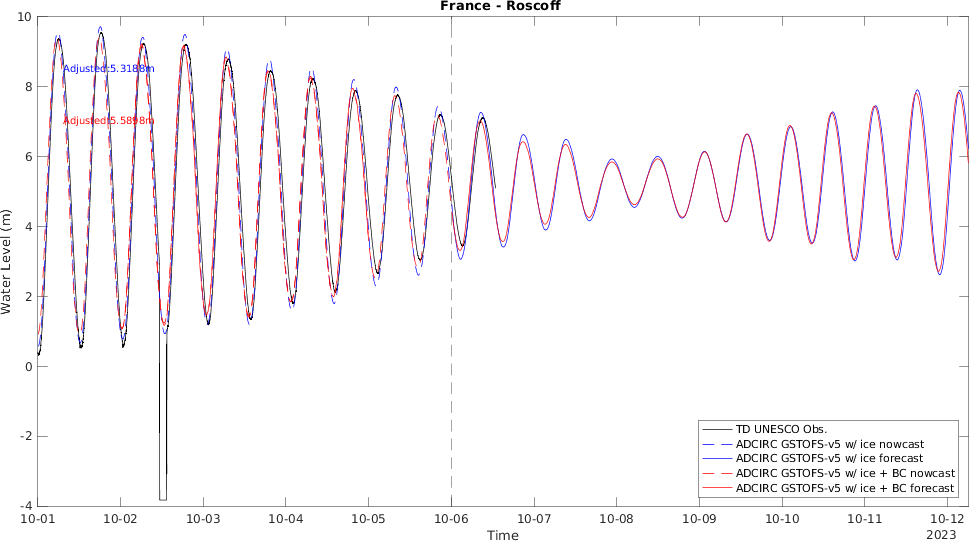 France - Roscoff
10
8
6
4
2
0
-2
-4
Water Level (m)
Adjusted:5.3188m
Adjusted:5.5898m
TD UNESCO Obs.
ADCIRC GSTOFS-v5 w/ ice nowcast
ADCIRC GSTOFS-v5 w/ ice forecast
ADCIRC GSTOFS-v5 w/ ice + BC nowcast
ADCIRC GSTOFS-v5 w/ ice + BC forecast
10-01 10-02 10-03 10-04 10-05 10-06 10-07 10-08 10-09 10-10 10-11 10-12
Time
2023